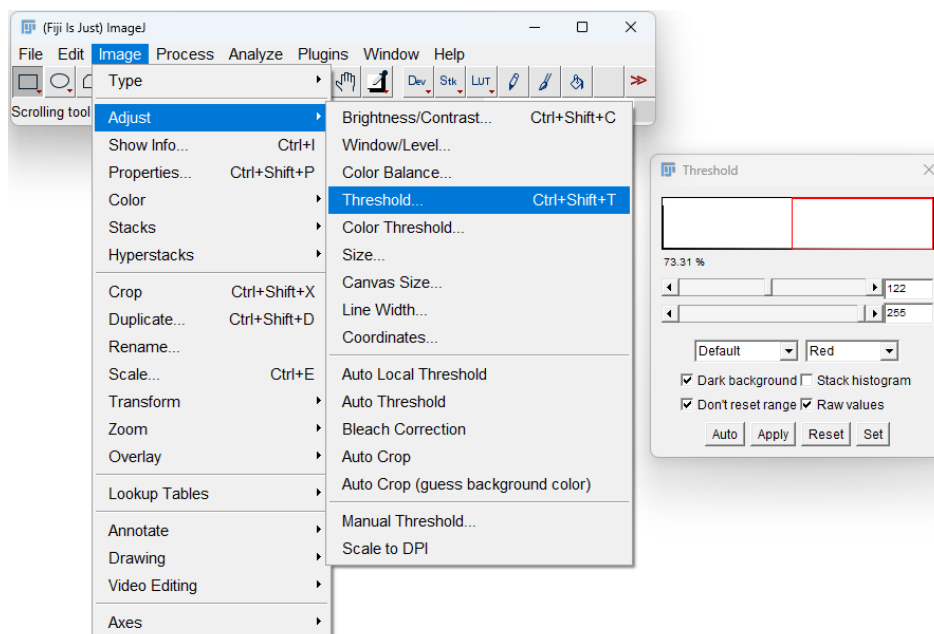 (Fiji Is Just) ImageJ
File Edit Image Process Analyze Plugins Window Help
Dev Stk LUT
Scrolling tool
Type
Adjust
Show Info... Ctrl+I
Properties... Ctrl+Shift+P
Color
Stacks
Hyperstacks
Crop Ctrl+Shift+X
Duplicate... Ctrl+Shift+D
Rename...
Scale... Ctrl+E
Transform
Zoom
Overlay
Lookup Tables
Annotate
Drawing
Video Editing
Axes
Brightness/Contrast... Ctrl+Shift+C
Window/Level...
Color Balance...
Threshold... Ctrl+Shift+T
Color Threshold...
Size...
Canvas Size...
Line Width...
Coordinates...
Auto Local Threshold
Auto Threshold
Bleach Correction
Auto Crop
Auto Crop (guess background color)
Manual Threshold...
Scale to DPI
Threshold
73.31 %
122
255
Default Red
Dark background Stack histogram
Don't reset range Raw values
Auto Apply Reset Set